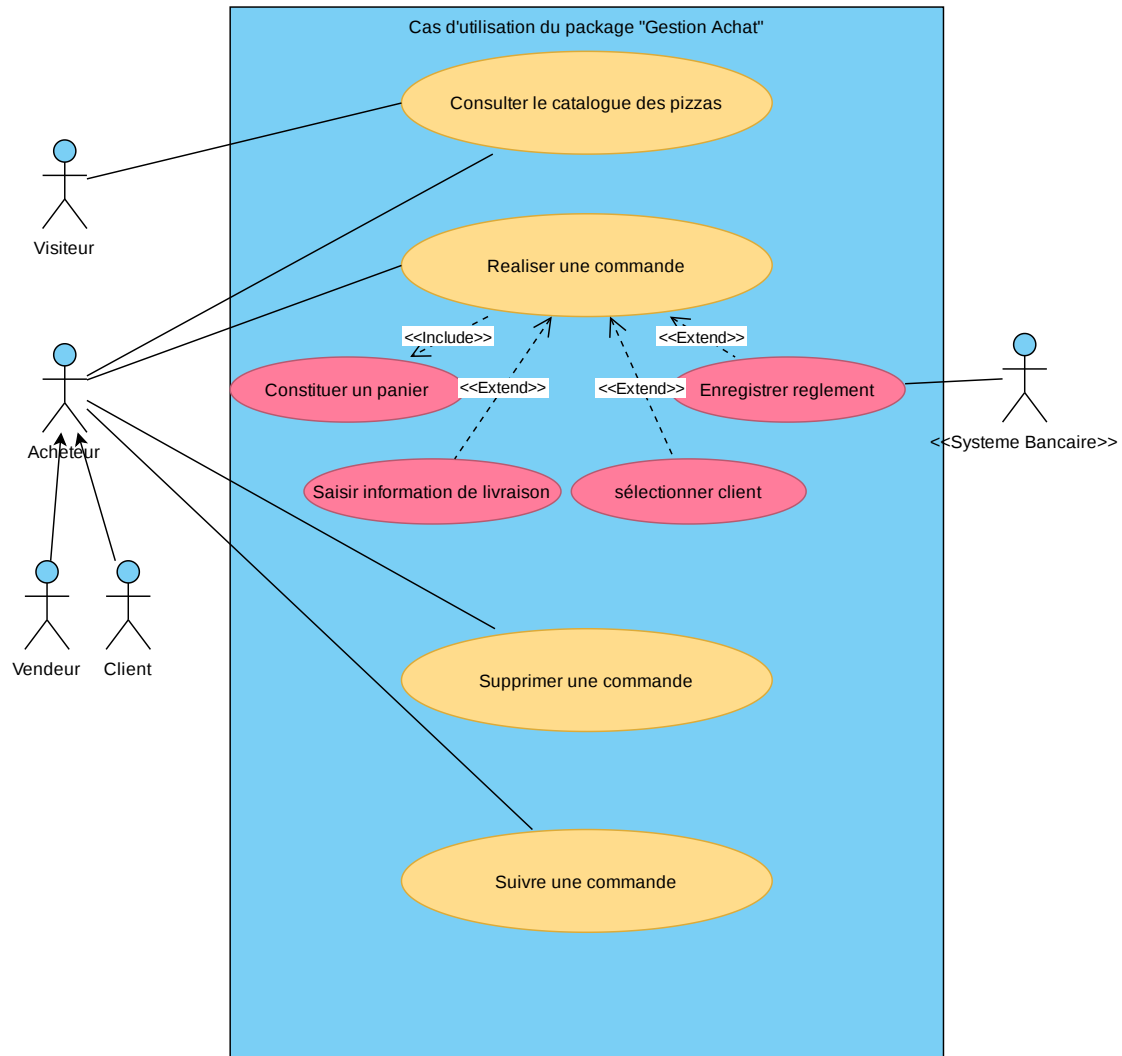 Cas d'utilisation du package "Gestion Achat"
Consulter le catalogue des pizzas
Visiteur
Realiser une commande
<<Include>>
<<Extend>>
<<Extend>>
<<Extend>>
Constituer un panier
Enregistrer reglement
Acheteur
<<Systeme Bancaire>>
Saisir information de livraison
sélectionner client
Vendeur
Client
Supprimer une commande
Suivre une commande